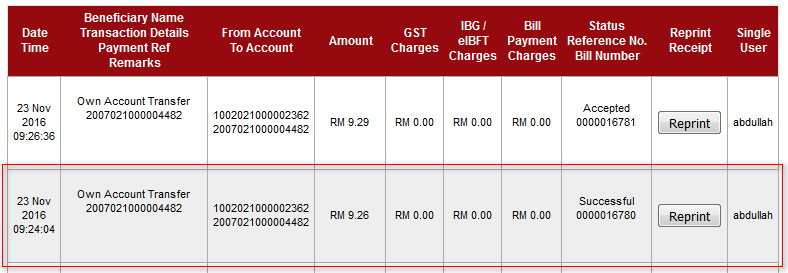 Date
Time
Beneficiary Name
Transaction Details
Payment Ref
Remarks
From Account
To Account
Amount
GST
Charges
IBG /
eIBFT
Charges
Bill
Payment
Charges
Status
Reference No.
Bill Number
Reprint
Receipt
Single
User
23 Nov
2016
09:26:36
Own Account Transfer
2007021000004482
1002021000002362
2007021000004482
RM 9.29
RM 0.00
RM 0.00
RM 0.00
Accepted
0000016781
Reprint
abdullah
23 Nov
2016
09:24:04
Own Account Transfer
2007021000004482
1002021000002362
2007021000004482
RM 9.26
RM 0.00
RM 0.00
RM 0.00
Successful
0000016780
Reprint
abdullah